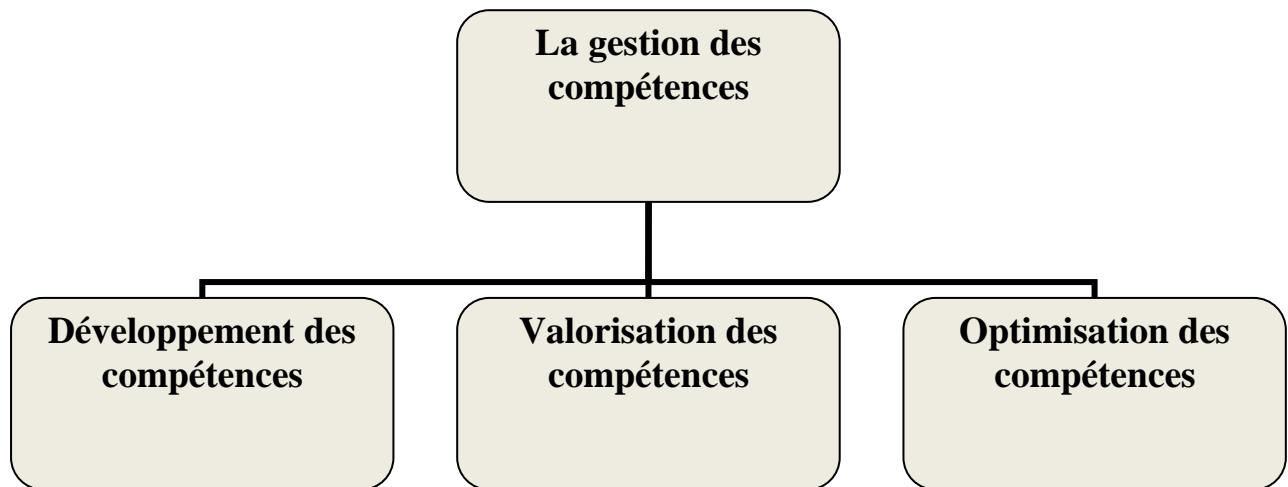 La gestion des
compétences
Développement des
compétences
Valorisation des
compétences
Optimisation des
compétences